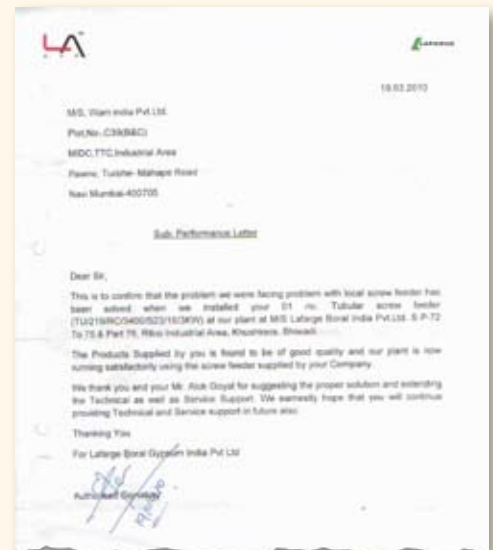 LA
LAFARGE
19.03.2010
M/S, Wam india Pvt.Ltd.
Plot,No-.C39(B&C)
MIDC,TTC,Industrial Area
Pawne, Turbhe- Mahape Road
Navi Mumbai-400705
Sub. Performance Letter
Dear Sir,
This is to confirm that the problem we were facing problem with local screw feeder has
been solved when we installed your 01 no. Tubular screw feeder
at our plant at M/S Lafarge Boral India Pvt.Ltd. S P-72
To 75 & Part 76, Riico Industrial Area, Khushkera, Bhiwadi.
The Products Supplied by you is found to be of good quality and our plant is now
running satisfactorily using the screw feeder supplied by your Company.
We thank you and your Mr. Alok Goyal for suggesting the proper solution and extending
the Technical as well as Service Support. We earnestly hope that you will continue
providing Technical and Service support in future also.
Thanking You
For Lafarge Boral Gypsum India Pvt Ltd
Authorised Signatory